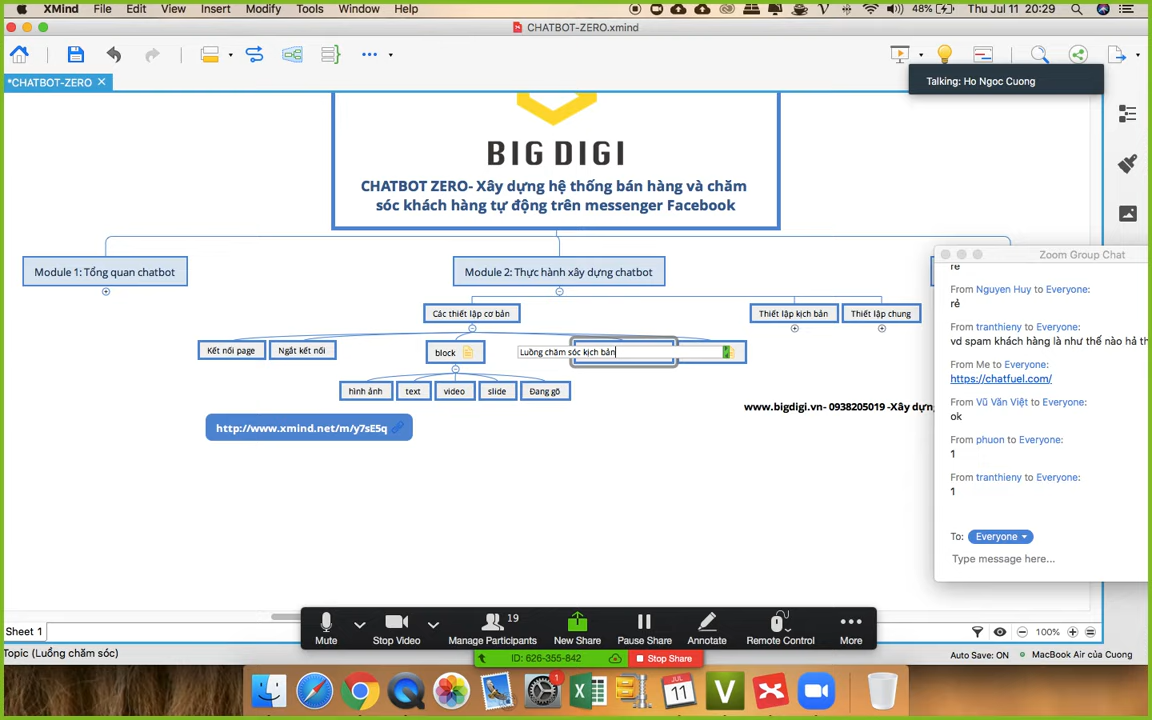 XMind File Edit View Insert Modify Tools Window Help
48% Thu Jul 11 20:29
CHATBOT-ZERO.xmind
*CHATBOT-ZERO
Talking: Ho Ngoc Cuong
BIG DIGI
CHATBOT ZERO- Xây dựng hệ thống bán hàng và chăm
sóc khách hàng tự động trên messenger Facebook
Module 1: Tổng quan chatbot
Module 2: Thực hành xây dựng chatbot
Các thiết lập cơ bản
Thiết lập kịch bản
Thiết lập chung
Kết nối page
Ngắt kết nối
block
Luồng chăm sóc kịch bản
hình ảnh
text
video
slide
Đang gõ
www.bigdigi.vn- 0938205019 -Xây dựng
http://www.xmind.net/m/y7sE5q
Zoom Group Chat
rẻ
From Nguyen Huy to Everyone:
rẻ
From tranthieny to Everyone:
vd spam khách hàng là như thế nào hả th
From Me to Everyone:
https://chatfuel.com/
From Vũ Văn Việt to Everyone:
ok
From phuon to Everyone:
1
From tranthieny to Everyone:
1
To: Everyone
Type message here...
Mute
Stop Video
19
Manage Participants
New Share
Pause Share
Annotate
Remote Control
More
ID: 626-355-842
Stop Share
Sheet 1
100%
Topic (Luồng chăm sóc)
Auto Save: ON
MacBook Air của Cuong
1
JUL
11